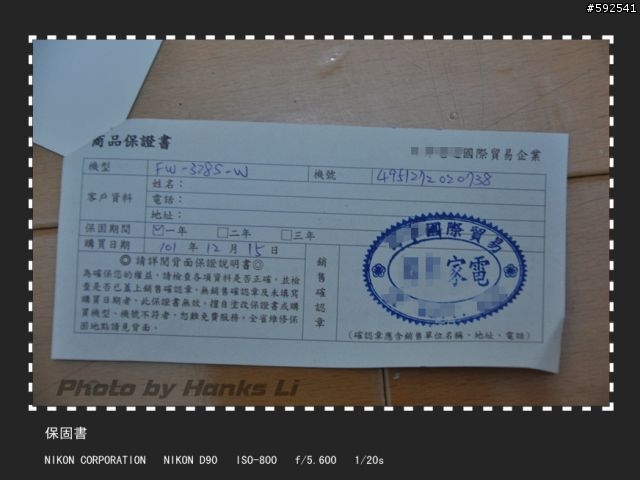 #592541
商品保證書
國際貿易企業
機型 FW-3285-W 機號 4951272020738
客戶資料 姓名：
電話：
地址：
保固期間 ☑一年 □二年 □三年
購買日期 101 年 12 月 15 日
◎請詳閱背面保證說明書◎
為確保您的權益，請檢查各項資料是否正確，並檢
查是否已蓋上銷售確認章，無銷售確認章及未填寫
購買日期者，此保證書無效。擅自塗改保證書或購
買機型、機號不符者，恕難免費服務。全省維修保
固地點請見背面。
銷售確認章
國際貿易
家電
(確認章應含銷售單位名稱、地址、電話)
Photo by Hanks Li
保固書
NIKON CORPORATION NIKON D90 ISO-800 f/5.600 1/20s